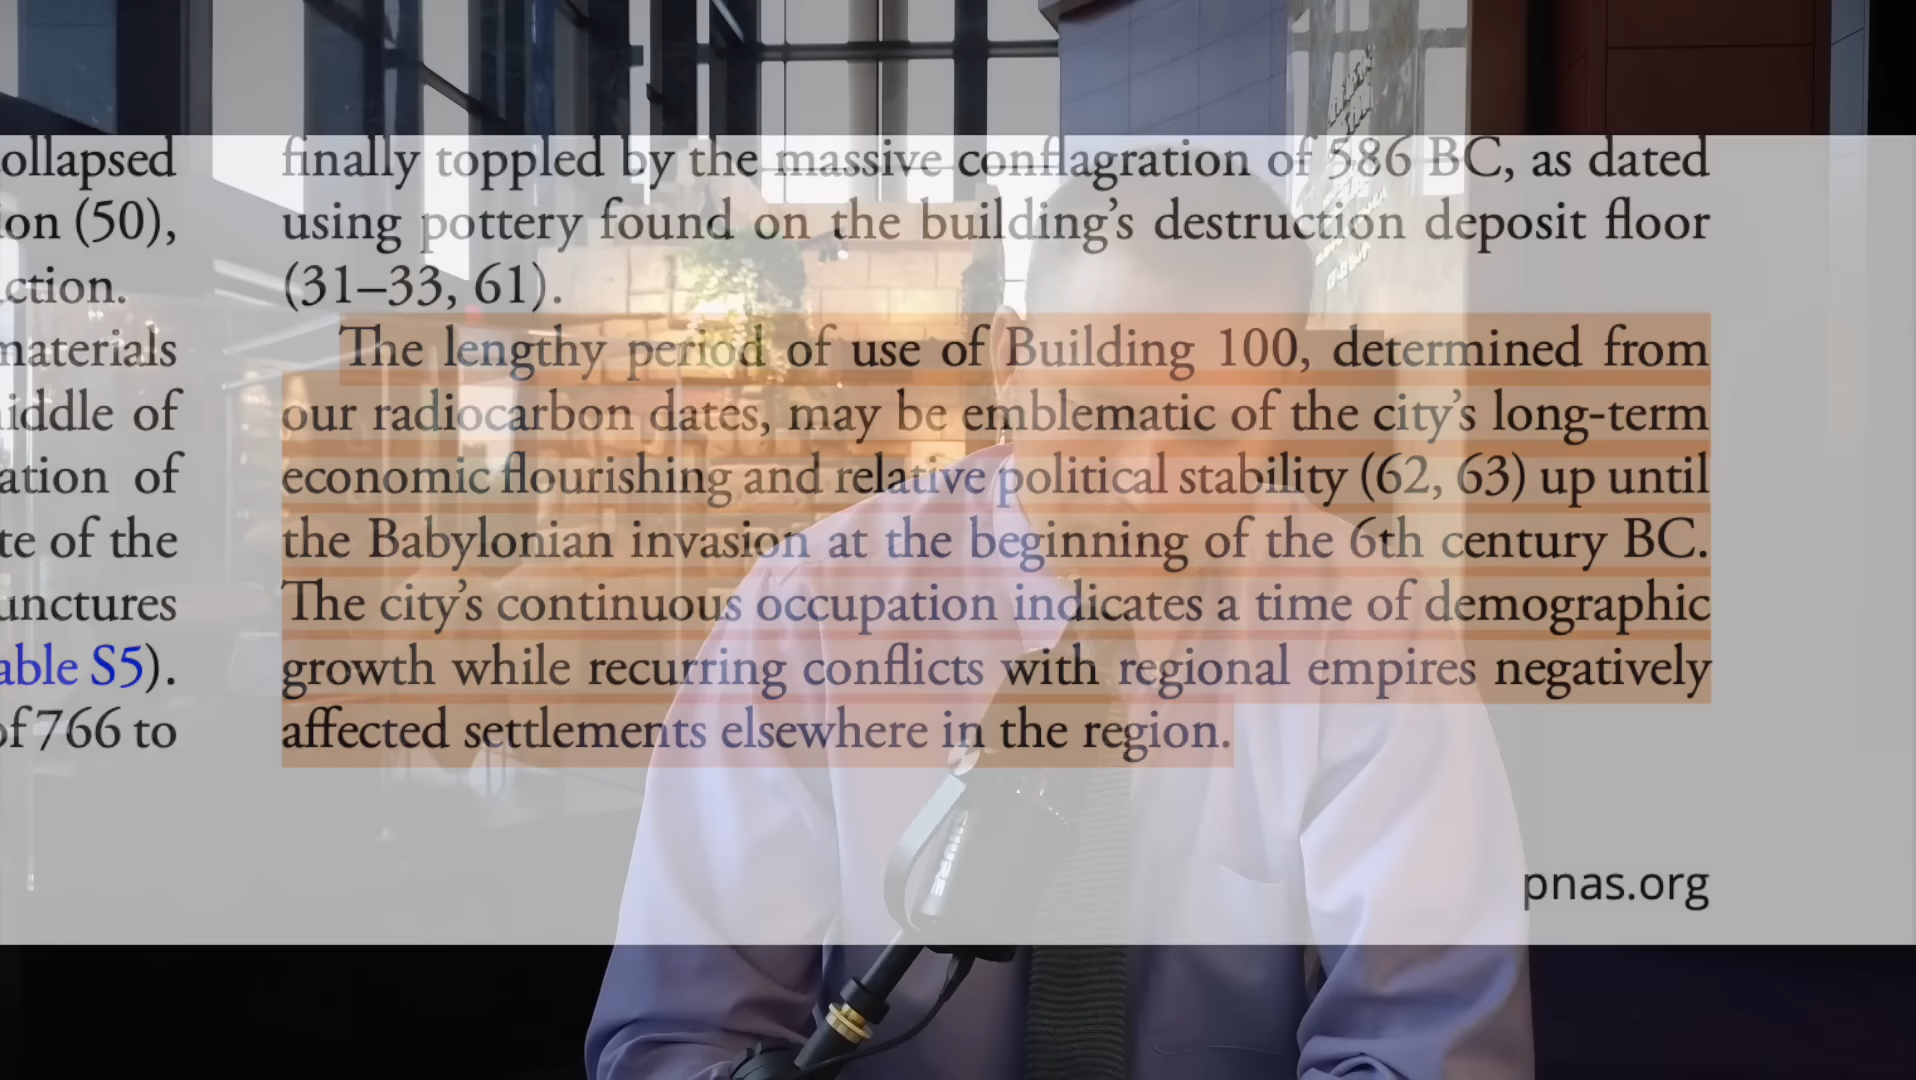 ollapsed
ion (50),
ction.
materials
niddle of
ation of
te of the
unctures
able S5).
of 766 to
finally toppled by the massive conflagration of 586 BC, as dated
using pottery found on the building's destruction deposit floor
(31–33, 61).
The lengthy period of use of Building 100, determined from
our radiocarbon dates, may be emblematic of the city's long-term
economic flourishing and relative political stability (62, 63) up until
the Babylonian invasion at the beginning of the 6th century BC.
The city's continuous occupation indicates a time of demographic
growth while recurring conflicts with regional empires negatively
affected settlements elsewhere in the region.
pnas.org
SHURE